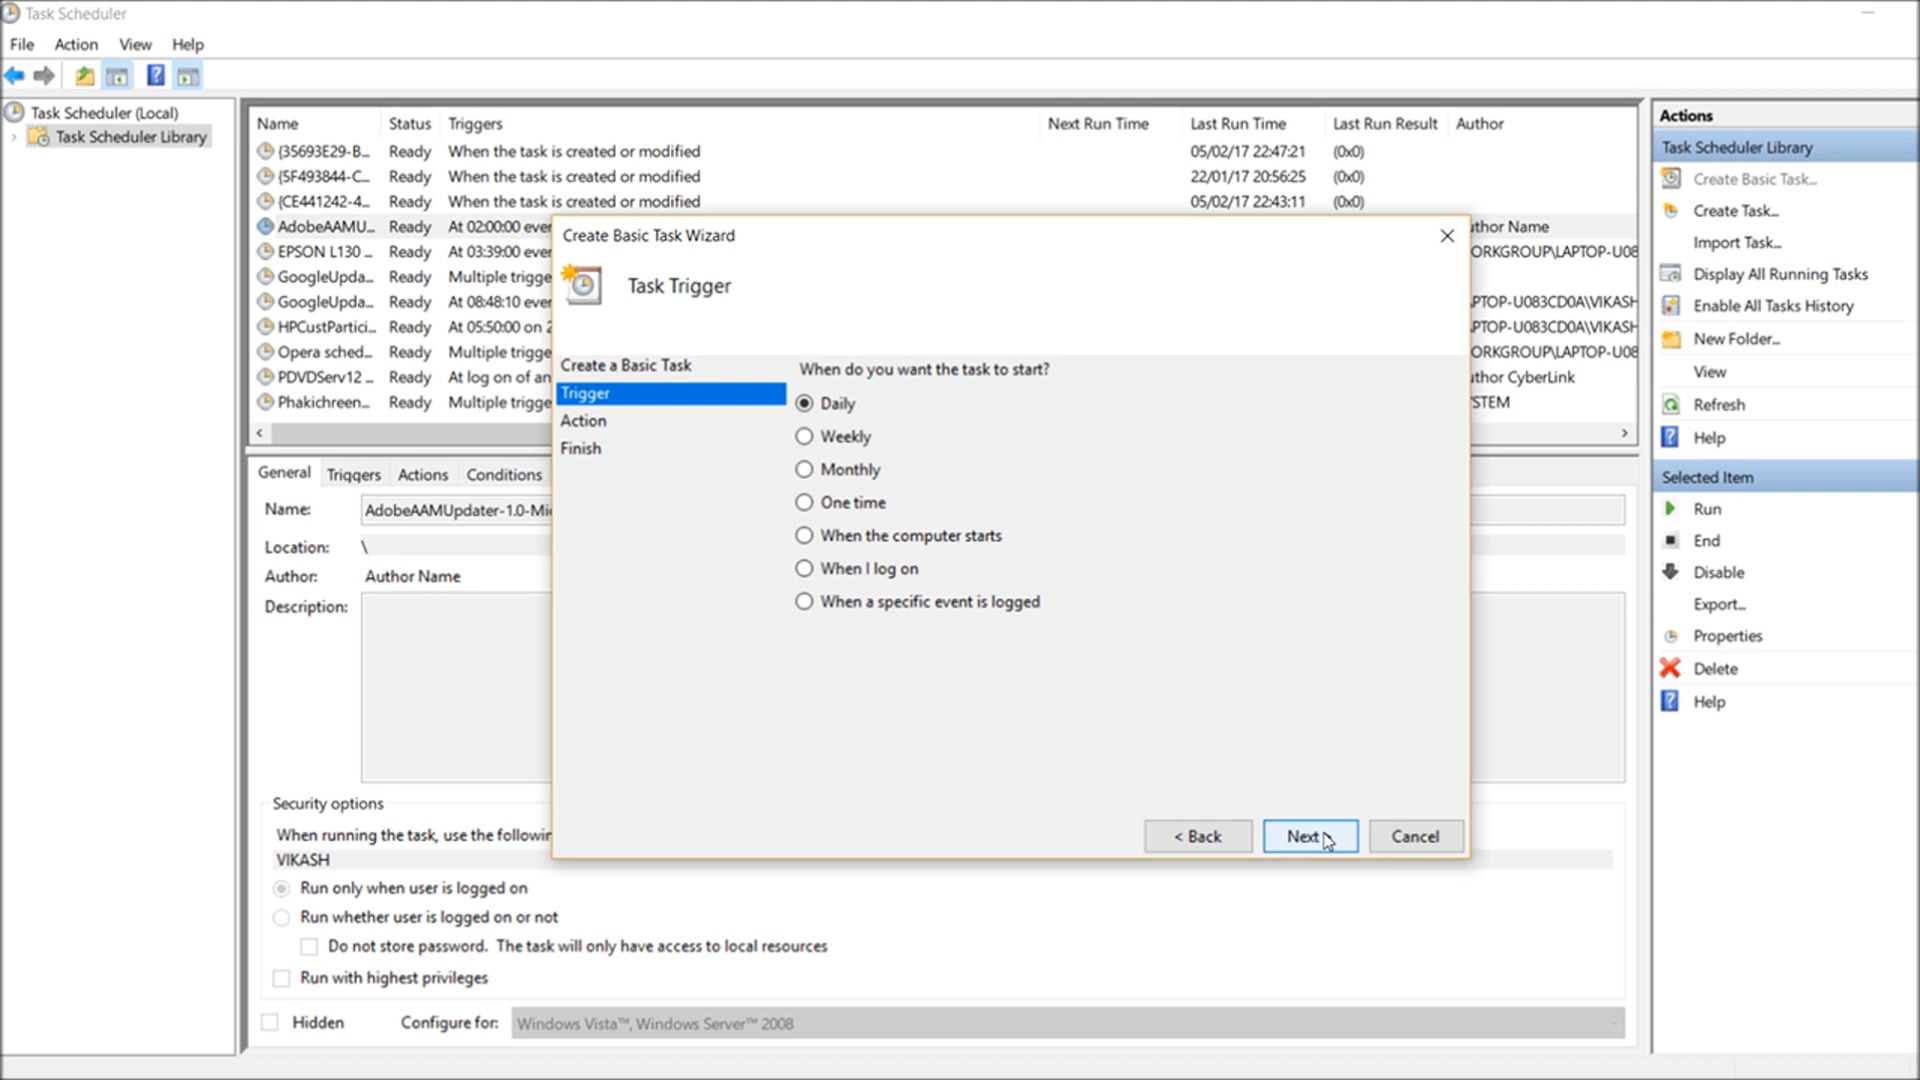 Task Scheduler
File Action View Help
Task Scheduler (Local)
Task Scheduler Library
Name Status Triggers Next Run Time Last Run Time Last Run Result Author
{35693E29-B... Ready When the task is created or modified 05/02/17 22:47:21 (0x0)
{5F493844-C... Ready When the task is created or modified 22/01/17 20:56:25 (0x0)
{CE441242-4... Ready When the task is created or modified 05/02/17 22:43:11 (0x0)
AdobeAAMU... Ready At 02:00:00 ever
EPSON L130 ... Ready At 03:39:00 ever
GoogleUpda... Ready Multiple trigge
GoogleUpda... Ready At 08:48:10 ever
HPCustPartici... Ready At 05:50:00 on 2
Opera sched... Ready Multiple trigge
PDVDServ12 ... Ready At log on of an
Phakichreen... Ready Multiple trigge
thor Name
ORKGROUP\LAPTOP-U08
PTOP-U083CD0A\VIKASH
PTOP-U083CD0A\VIKASH
ORKGROUP\LAPTOP-U08
thor CyberLink
STEM
General Triggers Actions Conditions
Name: AdobeAAMUpdater-1.0-Mic
Location: \
Author: Author Name
Description:
Security options
When running the task, use the followin
VIKASH
Run only when user is logged on
Run whether user is logged on or not
Do not store password. The task will only have access to local resources
Run with highest privileges
Hidden Configure for: Windows Vista™, Windows Server™ 2008
Create Basic Task Wizard
Task Trigger
Create a Basic Task
Trigger
Action
Finish
When do you want the task to start?
Daily
Weekly
Monthly
One time
When the computer starts
When I log on
When a specific event is logged
< Back Next > Cancel
Actions
Task Scheduler Library
Create Basic Task...
Create Task...
Import Task...
Display All Running Tasks
Enable All Tasks History
New Folder...
View
Refresh
Help
Selected Item
Run
End
Disable
Export...
Properties
Delete
Help